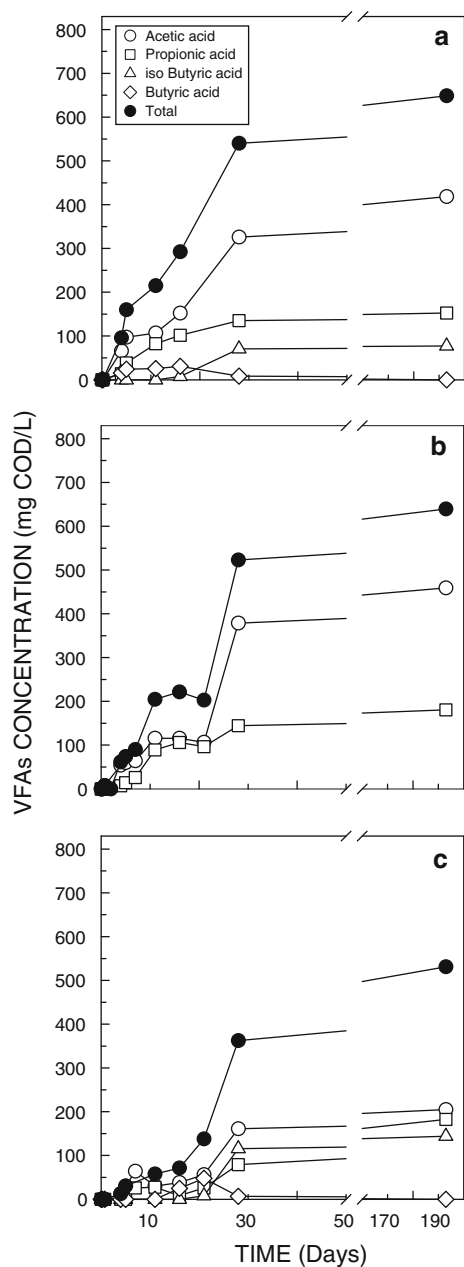 800
700
600
500
400
300
200
100
0
Acetic acid
Propionic acid
iso Butyric acid
Butyric acid
Total
a
800
700
600
500
400
300
200
100
0
b
800
700
600
500
400
300
200
100
0
c
VFAs CONCENTRATION (mg COD/L)
10 30 50 170 190
TIME (Days)